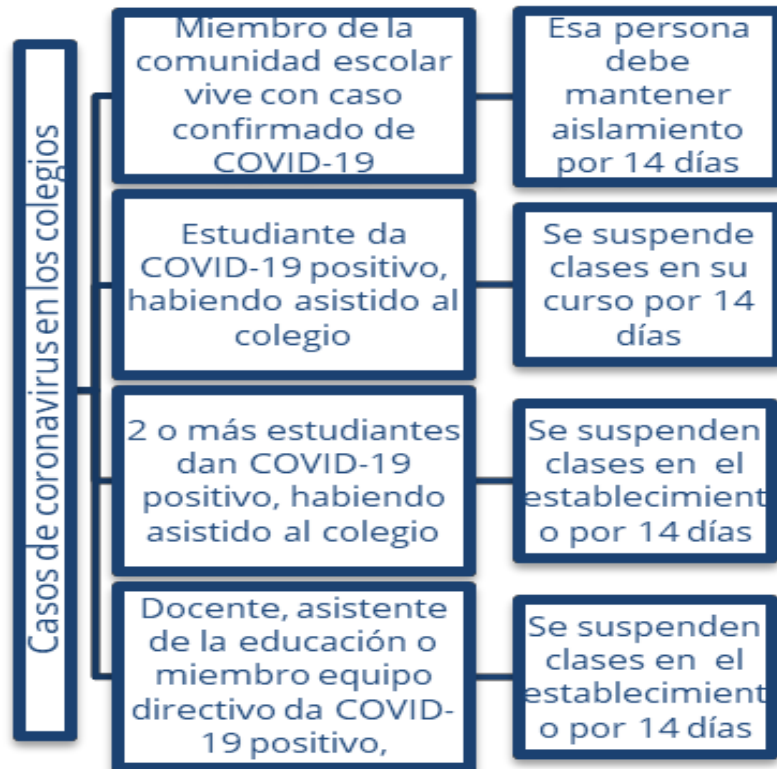 Casos de coronavirus en los colegios
Miembro de la
comunidad escolar
vive con caso
confirmado de
COVID-19
Esa persona
debe
mantener
aislamiento
por 14 días
Estudiante da
COVID-19 positivo,
habiendo asistido al
colegio
Se suspende
clases en su
curso por 14
días
2 o más estudiantes
dan COVID-19
positivo, habiendo
asistido al colegio
Se suspenden
clases en el
establecimient
o por 14 días
Docente, asistente
de la educación o
miembro equipo
directivo da COVID-
19 positivo,
Se suspenden
clases en el
establecimient
o por 14 días